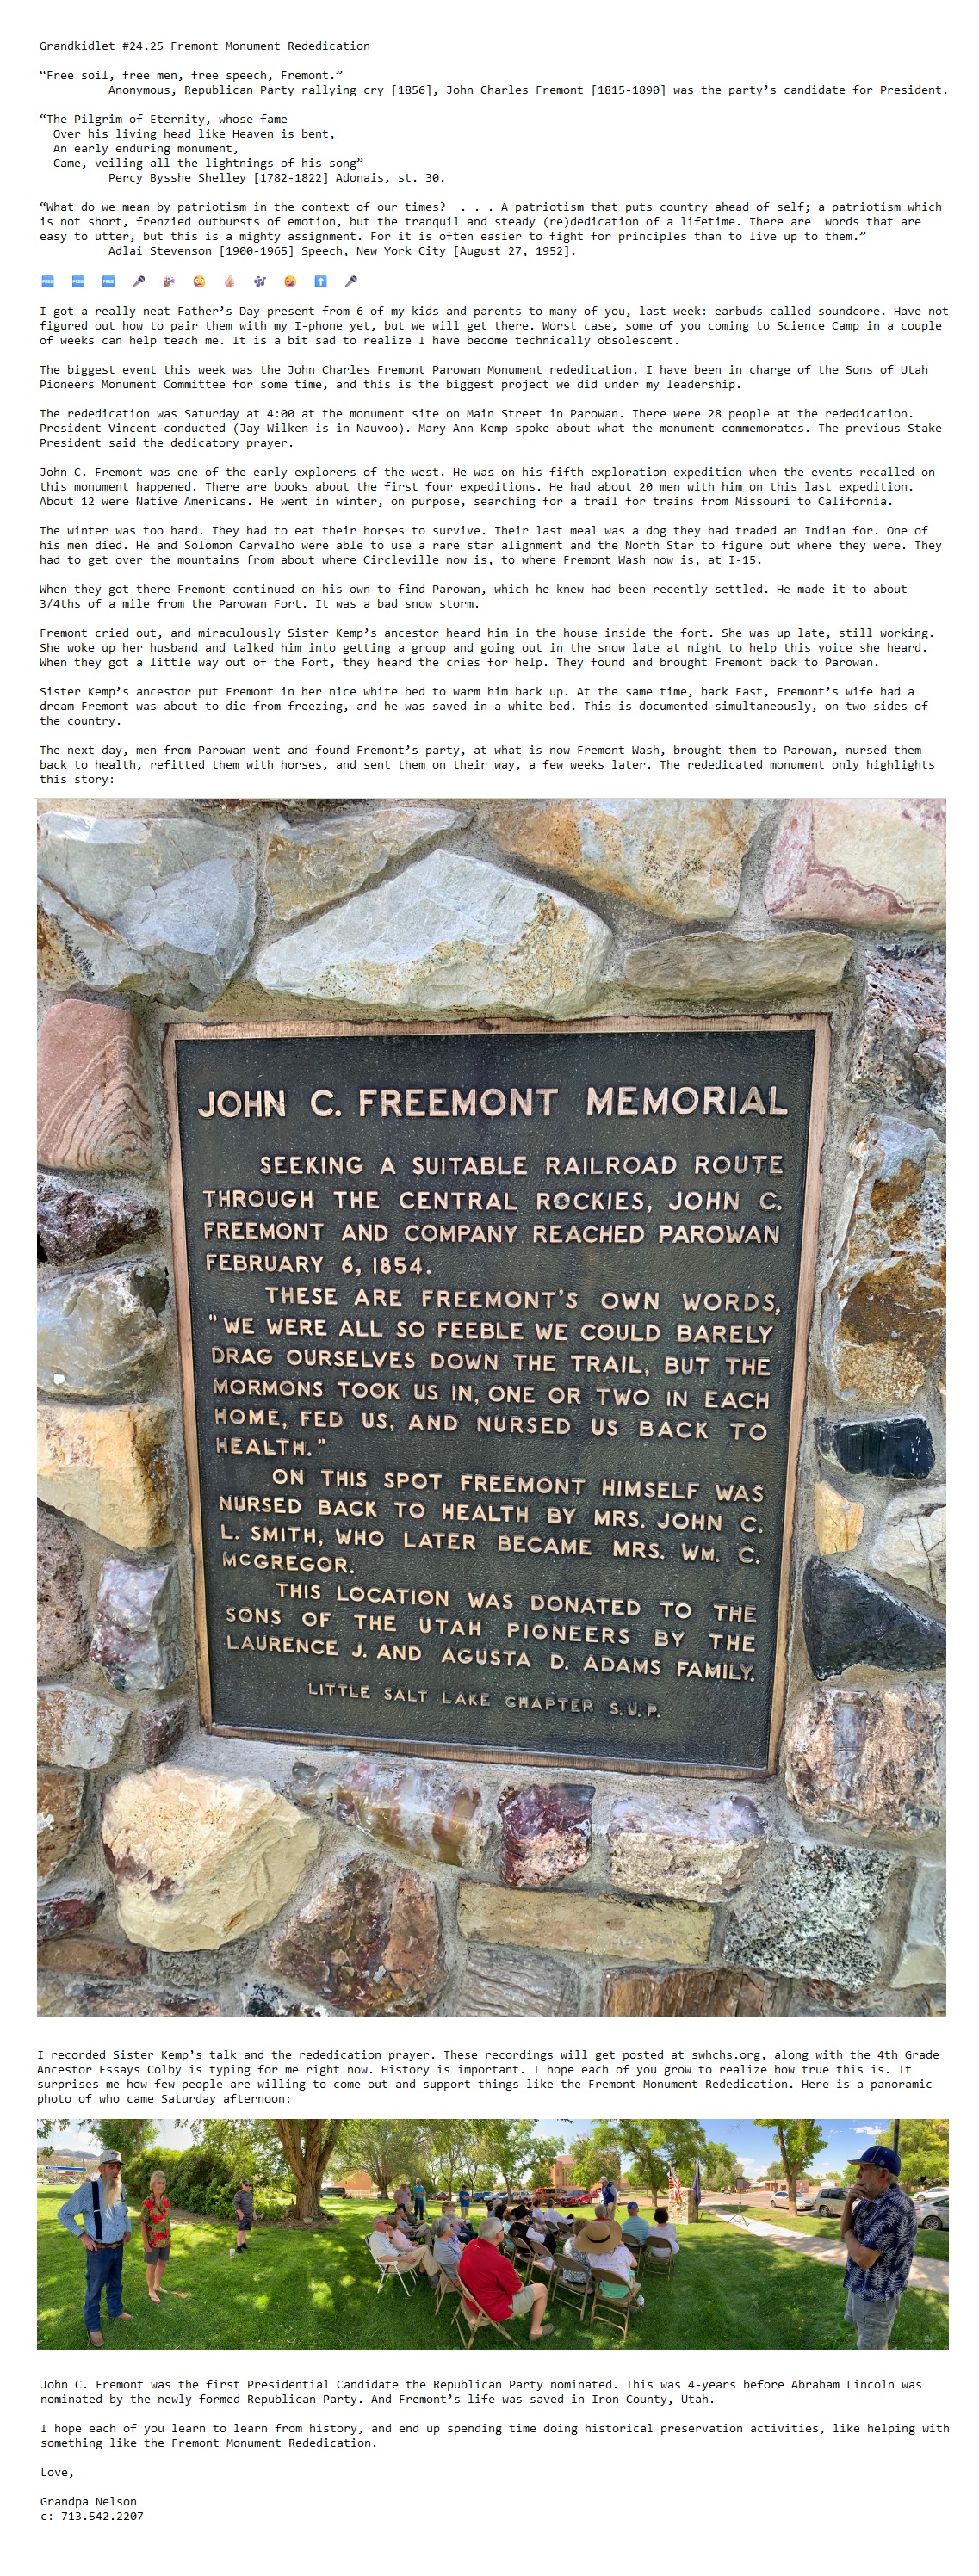 Grandkidlet #24.25 Fremont Monument Rededication
“Free soil, free men, free speech, Fremont.”
Anonymous, Republican Party rallying cry [1856], John Charles Fremont [1815-1890] was the party’s candidate for President.
“The Pilgrim of Eternity, whose fame
Over his living head like Heaven is bent,
An early enduring monument,
Came, veiling all the lightnings of his song”
Percy Bysshe Shelley [1782-1822] Adonais, st. 30.
“What do we mean by patriotism in the context of our times?  . . . A patriotism that puts country ahead of self; a patriotism which
is not short, frenzied outbursts of emotion, but the tranquil and steady (re)dedication of a lifetime. There are  words that are
easy to utter, but this is a mighty assignment. For it is often easier to fight for principles than to live up to them.”
Adlai Stevenson [1900-1965] Speech, New York City [August 27, 1952].
I got a really neat Father’s Day present from 6 of my kids and parents to many of you, last week: earbuds called soundcore. Have not
figured out how to pair them with my I-phone yet, but we will get there. Worst case, some of you coming to Science Camp in a couple
of weeks can help teach me. It is a bit sad to realize I have become technically obsolescent.
The biggest event this week was the John Charles Fremont Parowan Monument rededication. I have been in charge of the Sons of Utah
Pioneers Monument Committee for some time, and this is the biggest project we did under my leadership.
The rededication was Saturday at 4:00 at the monument site on Main Street in Parowan. There were 28 people at the rededication.
President Vincent conducted (Jay Wilken is in Nauvoo). Mary Ann Kemp spoke about what the monument commemorates. The previous Stake
President said the dedicatory prayer.
John C. Fremont was one of the early explorers of the west. He was on his fifth exploration expedition when the events recalled on
this monument happened. There are books about the first four expeditions. He had about 20 men with him on this last expedition.
About 12 were Native Americans. He went in winter, on purpose, searching for a trail for trains from Missouri to California.
The winter was too hard. They had to eat their horses to survive. Their last meal was a dog they had traded an Indian for. One of
his men died. He and Solomon Carvalho were able to use a rare star alignment and the North Star to figure out where they were. They
had to get over the mountains from about where Circleville now is, to where Fremont Wash now is, at I-15.
When they got there Fremont continued on his own to find Parowan, which he knew had been recently settled. He made it to about
3/4ths of a mile from the Parowan Fort. It was a bad snow storm.
Fremont cried out, and miraculously Sister Kemp’s ancestor heard him in the house inside the fort. She was up late, still working.
She woke up her husband and talked him into getting a group and going out in the snow late at night to help this voice she heard.
When they got a little way out of the Fort, they heard the cries for help. They found and brought Fremont back to Parowan.
Sister Kemp’s ancestor put Fremont in her nice white bed to warm him back up. At the same time, back East, Fremont’s wife had a
dream Fremont was about to die from freezing, and he was saved in a white bed. This is documented simultaneously, on two sides of
the country.
The next day, men from Parowan went and found Fremont’s party, at what is now Fremont Wash, brought them to Parowan, nursed them
back to health, refitted them with horses, and sent them on their way, a few weeks later. The rededicated monument only highlights
this story:
JOHN C. FREEMONT MEMORIAL
SEEKING A SUITABLE RAILROAD ROUTE
THROUGH THE CENTRAL ROCKIES, JOHN C.
FREEMONT AND COMPANY REACHED PAROWAN
FEBRUARY 6, 1854.
THESE ARE FREEMONT'S OWN WORDS,
"WE WERE ALL SO FEEBLE WE COULD BARELY
DRAG OURSELVES DOWN THE TRAIL, BUT THE
MORMONS TOOK US IN, ONE OR TWO IN EACH
HOME, FED US, AND NURSED US BACK TO
HEALTH."
ON THIS SPOT FREEMONT HIMSELF WAS
NURSED BACK TO HEALTH BY MRS. JOHN C.
L. SMITH, WHO LATER BECAME MRS. WM. C.
MCGREGOR.
THIS LOCATION WAS DONATED TO THE
SONS OF THE UTAH PIONEERS BY THE
LAURENCE J. AND AGUSTA D. ADAMS FAMILY.
LITTLE SALT LAKE CHAPTER S.U.P.
I recorded Sister Kemp’s talk and the rededication prayer. These recordings will get posted at swhchs.org, along with the 4th Grade
Ancestor Essays Colby is typing for me right now. History is important. I hope each of you grow to realize how true this is. It
surprises me how few people are willing to come out and support things like the Fremont Monument Rededication. Here is a panoramic
photo of who came Saturday afternoon:
John C. Fremont was the first Presidential Candidate the Republican Party nominated. This was 4-years before Abraham Lincoln was
nominated by the newly formed Republican Party. And Fremont’s life was saved in Iron County, Utah.
I hope each of you learn to learn from history, and end up spending time doing historical preservation activities, like helping with
something like the Fremont Monument Rededication.
Love,
Grandpa Nelson
c: 713.542.2207